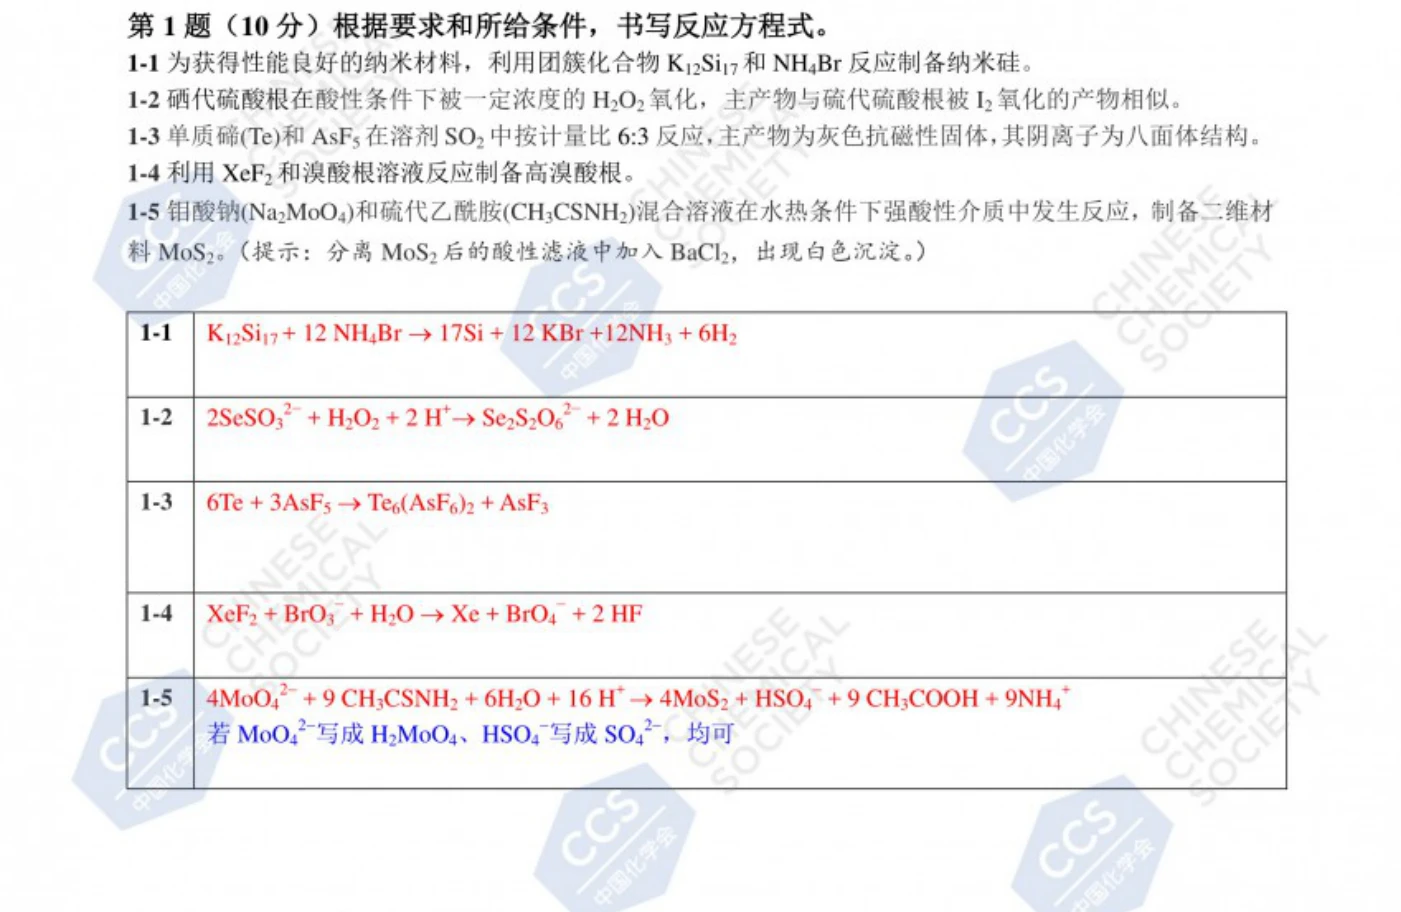 第 1 题（10 分）根据要求和所给条件，书写反应方程式。
1-1 为获得性能良好的纳米材料，利用团簇化合物 K₁₂Si₁₇ 和 NH₄Br 反应制备纳米硅。
1-2 硒代硫酸根在酸性条件下被一定浓度的 H₂O₂ 氧化，主产物与硫代硫酸根被 I₂ 氧化的产物相似。
1-3 单质碲(Te)和 AsF₅ 在溶剂 SO₂ 中按计量比 6:3 反应，主产物为灰色抗磁性固体，其阴离子为八面体结构。
1-4 利用 XeF₂ 和溴酸根溶液反应制备高溴酸根。
1-5 钼酸钠(Na₂MoO₄)和硫代乙酰胺(CH₃CSNH₂)混合溶液在水热条件下强酸性介质中发生反应，制备二维材
料 MoS₂。（提示：分离 MoS₂ 后的酸性滤液中加入 BaCl₂，出现白色沉淀。）
1-1 K₁₂Si₁₇ + 12 NH₄Br → 17Si + 12 KBr +12NH₃ + 6H₂
1-2 2SeSO₃²⁻ + H₂O₂ + 2 H⁺→ Se₂S₂O₆²⁻ + 2 H₂O
1-3 6Te + 3AsF₅ → Te₆(AsF₆)₂ + AsF₃
1-4 XeF₂ + BrO₃⁻ + H₂O → Xe + BrO₄⁻ + 2 HF
1-5 4MoO₄²⁻ + 9 CH₃CSNH₂ + 6H₂O + 16 H⁺ → 4MoS₂ + HSO₄⁻ + 9 CH₃COOH + 9NH₄⁺
若 MoO₄²⁻写成 H₂MoO₄、HSO₄⁻写成 SO₄²⁻，均可
CHINESE
CHEMICAL
SOCIETY
CCS
中国化学会